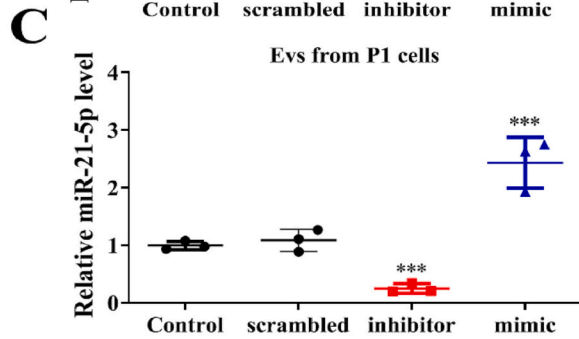 Control scrambled inhibitor mimic
C
Evs from P1 cells
Relative miR-21-5p level
4
3
2
1
0
***
***
Control scrambled inhibitor mimic